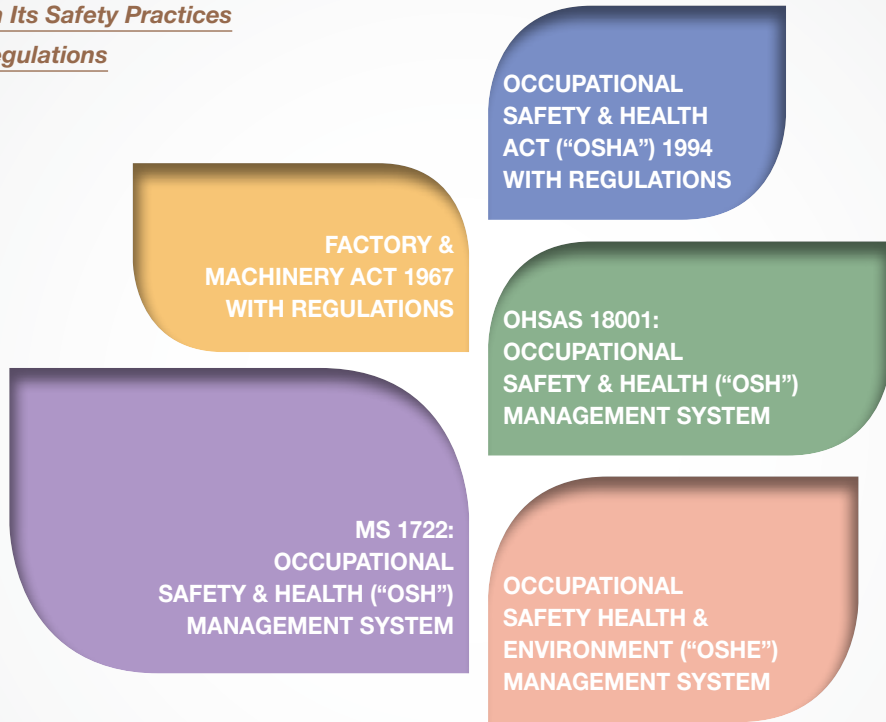 Its Safety Practices
OCCUPATIONAL
SAFETY & HEALTH
ACT (“OSHA”) 1994
WITH REGULATIONS
FACTORY &
MACHINERY ACT 1967
WITH REGULATIONS
OHSAS 18001:
OCCUPATIONAL
SAFETY & HEALTH (“OSH”)
MANAGEMENT SYSTEM
MS 1722:
OCCUPATIONAL
SAFETY & HEALTH (“OSH”)
MANAGEMENT SYSTEM
OCCUPATIONAL
SAFETY HEALTH &
ENVIRONMENT (“OSHE”)
MANAGEMENT SYSTEM